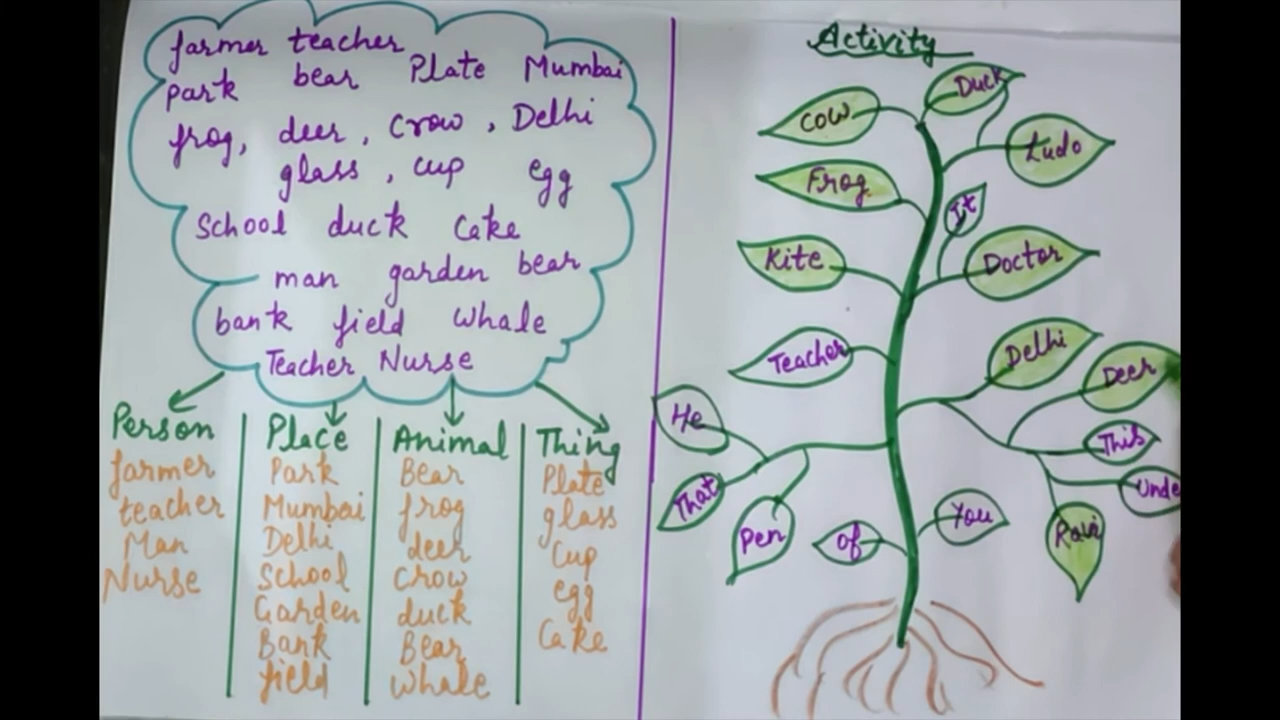 farmer teacher
park bear Plate Mumbai
frog, deer, Crow, Delhi
glass, cup egg
School duck Cake
man garden bear
bank field whale
Teacher Nurse
Person Place Animal Thing
farmer Park Bear Plate
teacher Mumbai frog glass
Man Delhi deer Cup
Nurse School Crow egg
Garden duck Cake
Bank Bear
field whale
Activity
Cow Duck
Ludo
Frog
It
Kite Doctor
Teacher Delhi
Deer
He
This
That Unde
Pen Of You Ravi